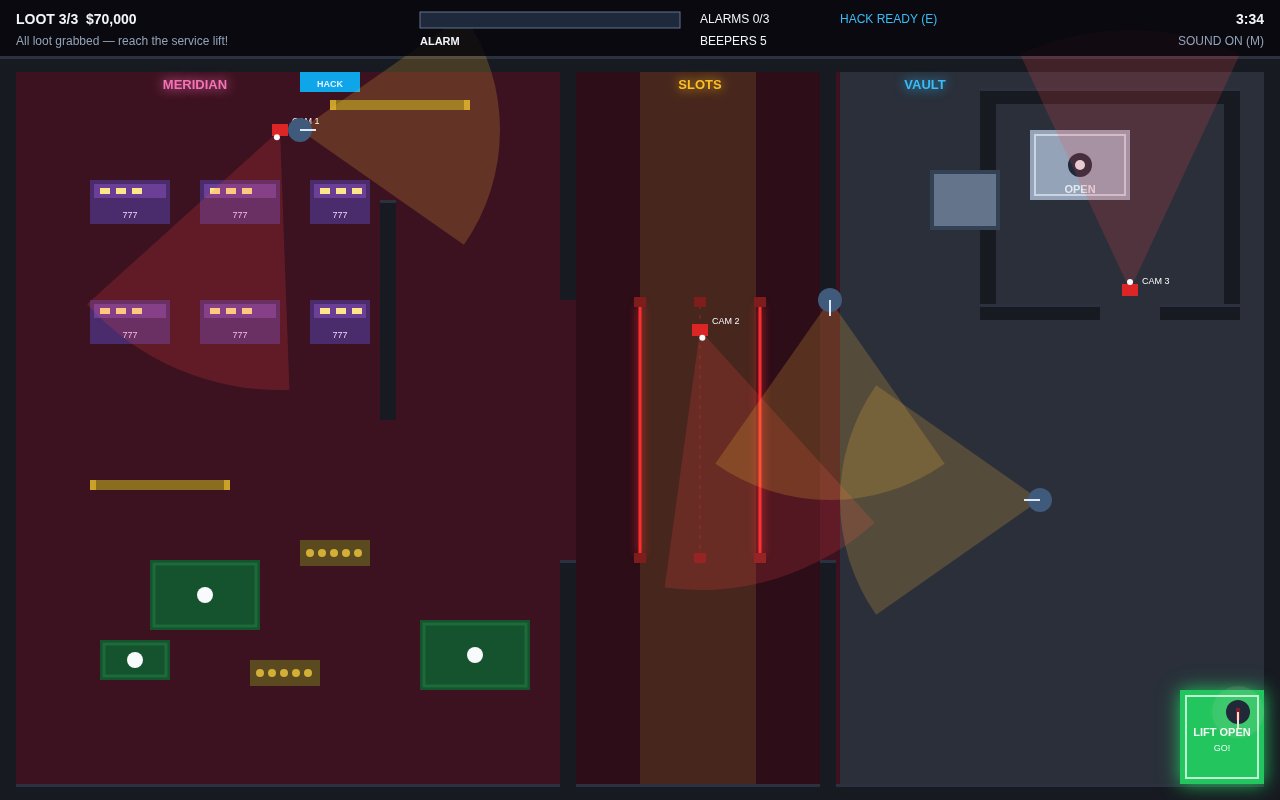 LOOT 3/3 $70,000
All loot grabbed — reach the service lift!
ALARM
ALARMS 0/3
BEEPERS 5
HACK READY (E)
3:34
SOUND ON (M)
MERIDIAN
HACK
SLOTS
VAULT
777
777
777
777
777
777
CAM 2
OPEN
CAM 3
LIFT OPEN
GO!